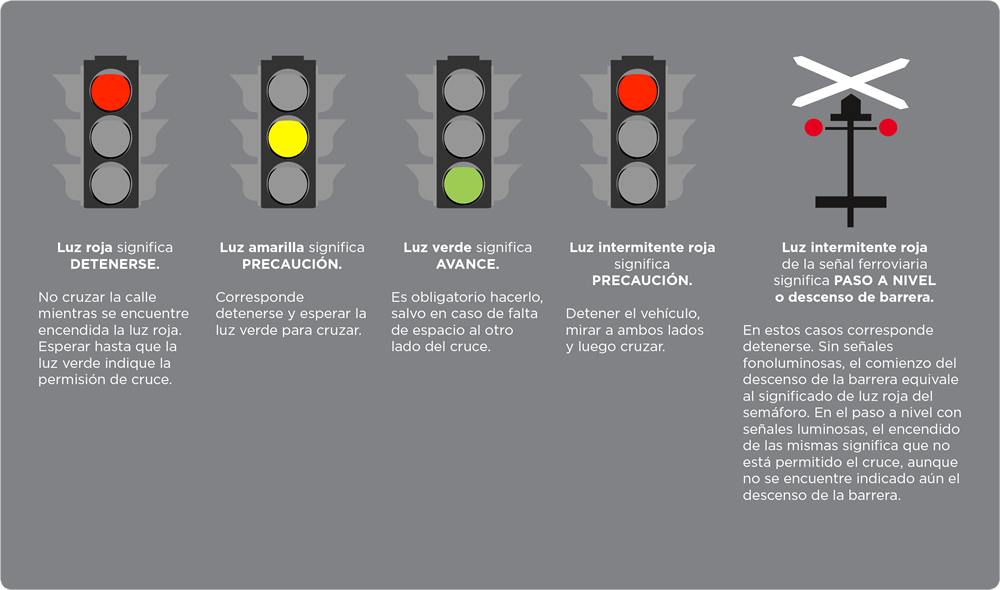 Luz roja significa
DETENERSE.
No cruzar la calle
mientras se encuentre
encendida la luz roja.
Esperar hasta que la
luz verde indique la
permisión de cruce.
Luz amarilla significa
PRECAUCIÓN.
Corresponde
detenerse y esperar la
luz verde para cruzar.
Luz verde significa
AVANCE.
Es obligatorio hacerlo,
salvo en caso de falta
de espacio al otro
lado del cruce.
Luz intermitente roja
significa
PRECAUCIÓN.
Detener el vehículo,
mirar a ambos lados
y luego cruzar.
Luz intermitente roja
de la señal ferroviaria
significa PASO A NIVEL
o descenso de barrera.
En estos casos corresponde
detenerse. Sin señales
fonoluminosas, el comienzo del
descenso de la barrera equivale
al significado de luz roja del
semáforo. En el paso a nivel con
señales luminosas, el encendido
de las mismas significa que no
está permitido el cruce, aunque
no se encuentre indicado aún el
descenso de la barrera.